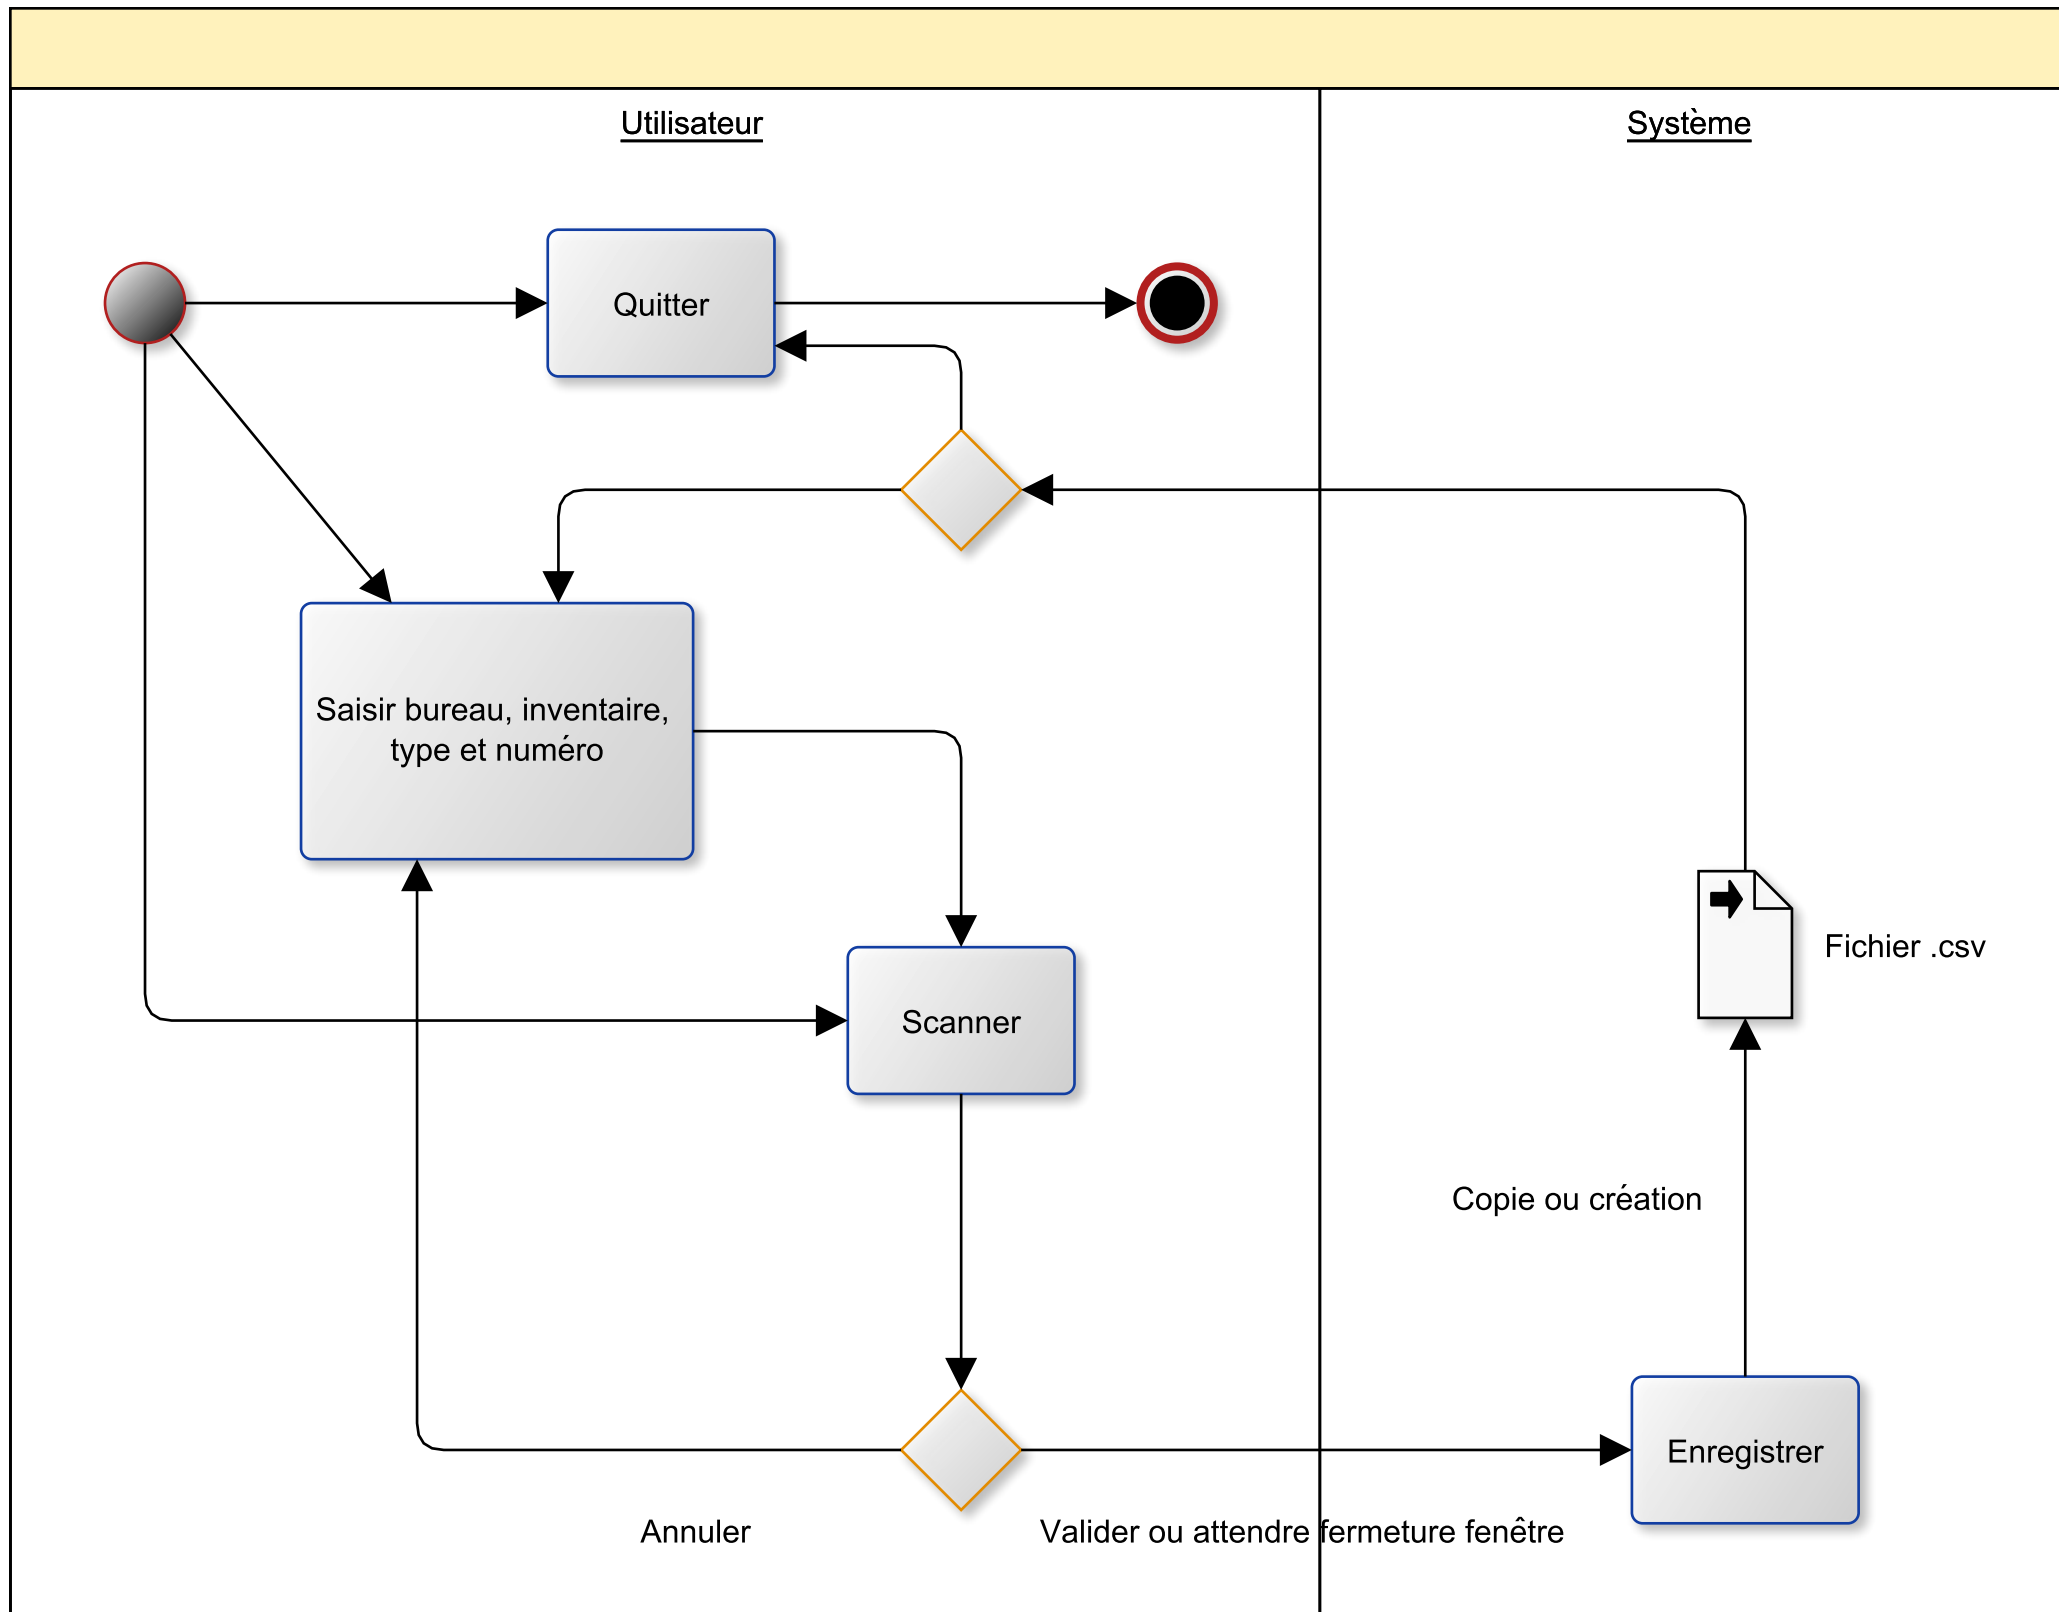 Utilisateur
Système
Quitter
Saisir bureau, inventaire,
type et numéro
Fichier .csv
Scanner
Copie ou création
Enregistrer
Annuler
Valider ou attendre fermeture fenêtre